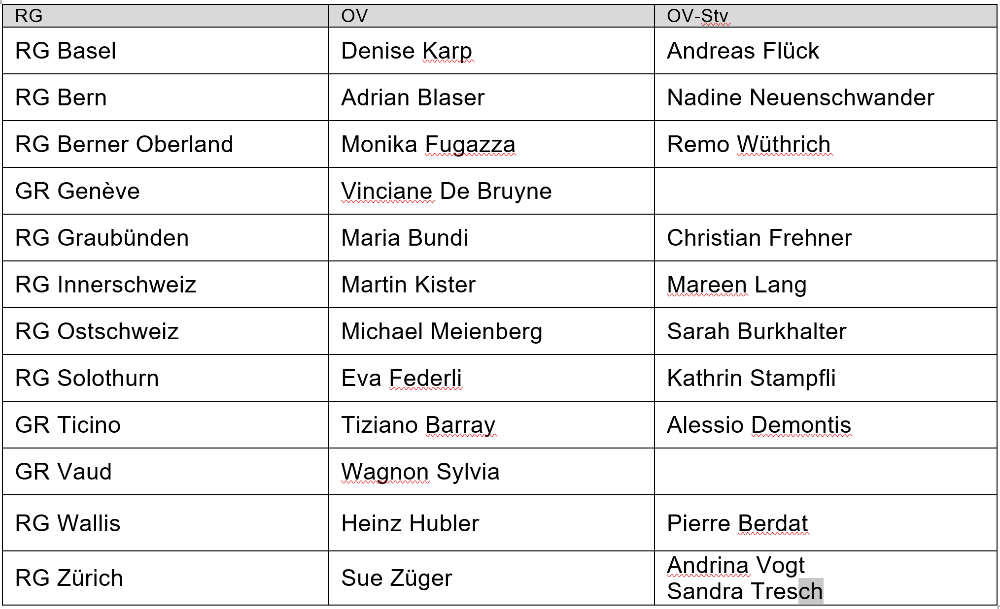 RG OV OV-Stv
RG Basel Denise Karp Andreas Flück
RG Bern Adrian Blaser Nadine Neuenschwander
RG Berner Oberland Monika Fugazza Remo Wüthrich
GR Genève Vinciane De Bruyne
RG Graubünden Maria Bundi Christian Frehner
RG Innerschweiz Martin Kister Mareen Lang
RG Ostschweiz Michael Meienberg Sarah Burkhalter
RG Solothurn Eva Federli Kathrin Stampfli
GR Ticino Tiziano Barray Alessio Demontis
GR Vaud Wagnon Sylvia
RG Wallis Heinz Hubler Pierre Berdat
RG Zürich Sue Züger Andrina Vogt
Sandra Tresch